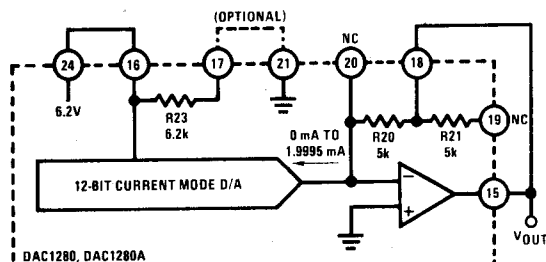 (OPTIONAL)
NC
24
16
17
21
20
18
6.2V
R23
6.2k
19
NC
0 mA TO
1.9995 mA
R20
5k
R21
5k
12-BIT CURRENT MODE D/A
−
+
15
VOUT
DAC1280, DAC1280A